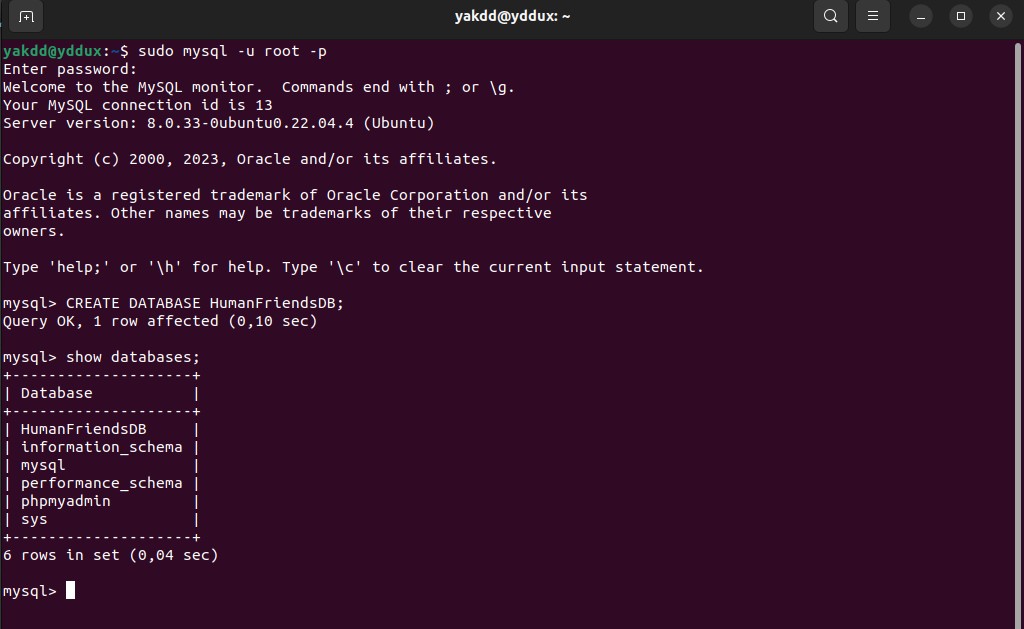 yakdd@yddux: ~
yakdd@yddux:~$ sudo mysql -u root -p
Enter password:
Welcome to the MySQL monitor.  Commands end with ; or \g.
Your MySQL connection id is 13
Server version: 8.0.33-0ubuntu0.22.04.4 (Ubuntu)

Copyright (c) 2000, 2023, Oracle and/or its affiliates.

Oracle is a registered trademark of Oracle Corporation and/or its
affiliates. Other names may be trademarks of their respective
owners.

Type 'help;' or '\h' for help. Type '\c' to clear the current input statement.

mysql> CREATE DATABASE HumanFriendsDB;
Query OK, 1 row affected (0,10 sec)

mysql> show databases;
+--------------------+
| Database           |
+--------------------+
| HumanFriendsDB     |
| information_schema |
| mysql              |
| performance_schema |
| phpmyadmin         |
| sys                |
+--------------------+
6 rows in set (0,04 sec)

mysql>